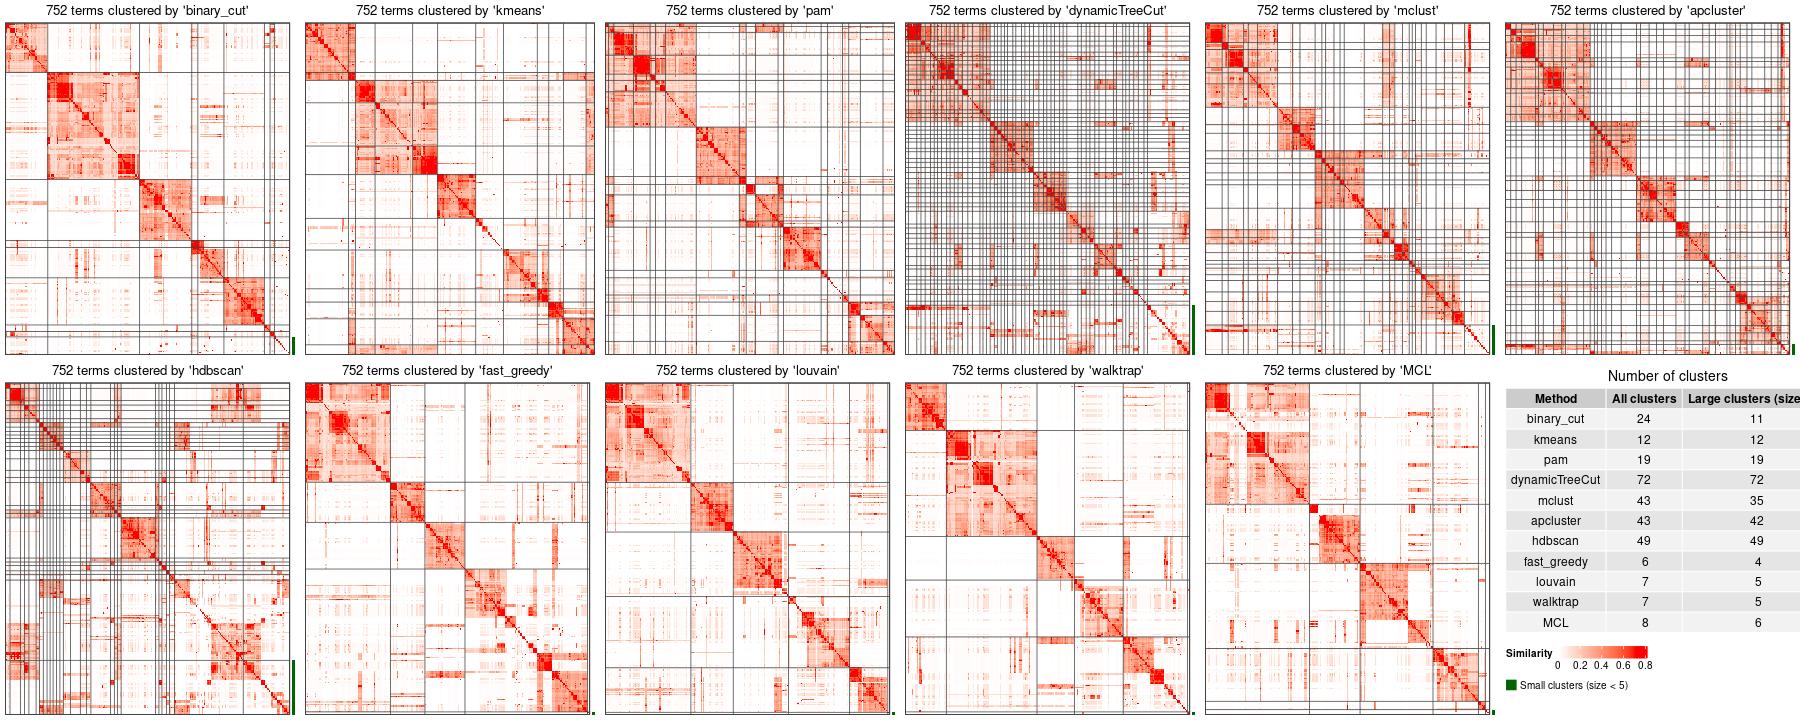 752 terms clustered by 'binary_cut'
752 terms clustered by 'kmeans'
752 terms clustered by 'pam'
752 terms clustered by 'dynamicTreeCut'
752 terms clustered by 'mclust'
752 terms clustered by 'apcluster'
752 terms clustered by 'hdbscan'
752 terms clustered by 'fast_greedy'
752 terms clustered by 'louvain'
752 terms clustered by 'walktrap'
752 terms clustered by 'MCL'
Number of clusters
Method All clusters Large clusters (size
binary_cut 24 11
kmeans 12 12
pam 19 19
dynamicTreeCut 72 72
mclust 43 35
apcluster 43 42
hdbscan 49 49
fast_greedy 6 4
louvain 7 5
walktrap 7 5
MCL 8 6
Similarity
0 0.2 0.4 0.6 0.8
Small clusters (size < 5)